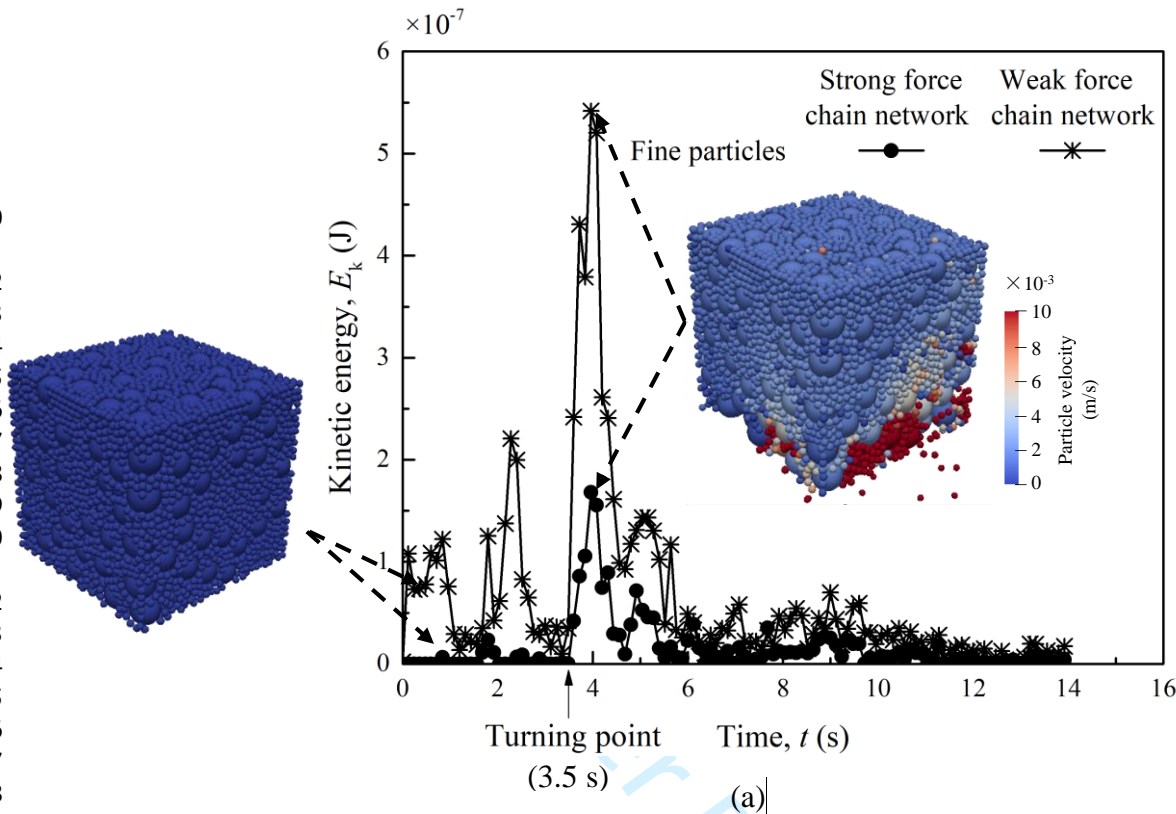 ×10⁻⁷
6
5
4
3
2
1
0
Kinetic energy, Eₖ (J)
Strong force Weak force
chain network chain network
Fine particles
×10⁻³
10
8
6
4
2
0
Particle velocity
(m/s)
0 2 4 6 8 10 12 14 16
Turning point
(3.5 s)
Time, t (s)
(a)